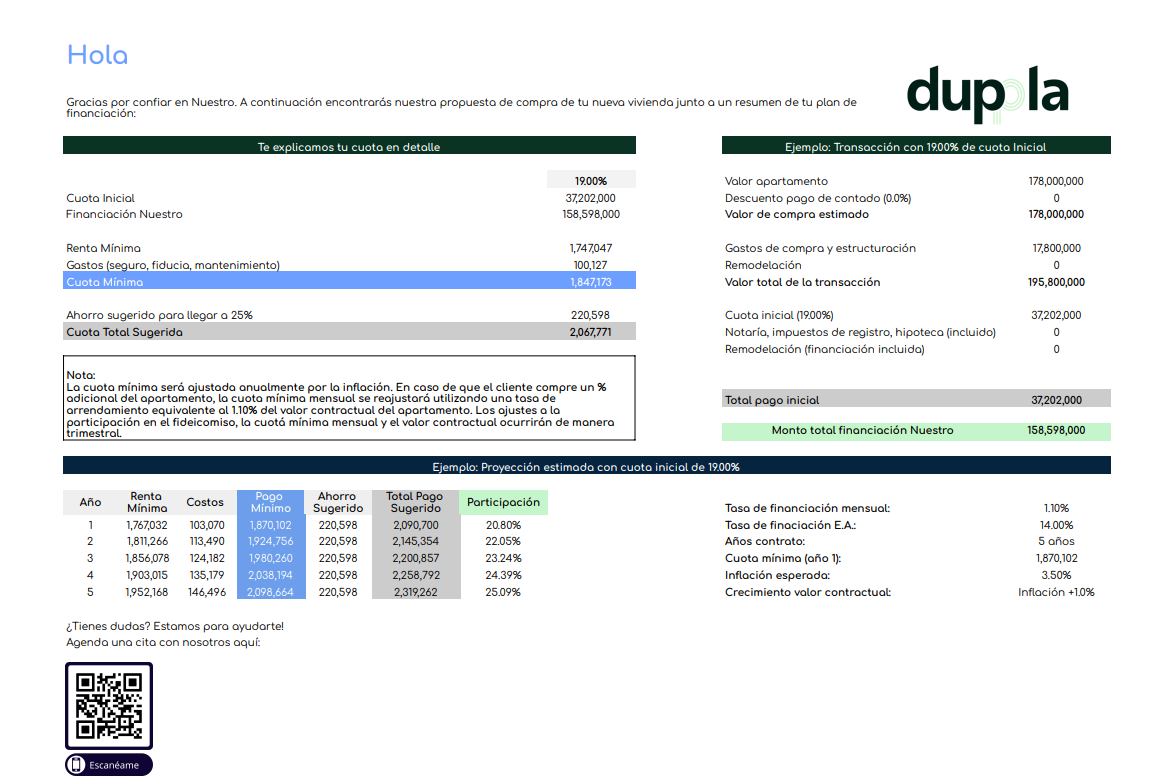 Hola
duppla
Gracias por confiar en Nuestro. A continuación encontrarás nuestra propuesta de compra de tu nueva vivienda junto a un resumen de tu plan de
financiación:
Te explicamos tu cuota en detalle
19.00%
Cuota Inicial 37,202,000
Financiación Nuestro 158,598,000
Renta Mínima 1,747,047
Gastos (seguro, fiducia, mantenimiento) 100,127
Cuota Mínima 1,847,173
Ahorro sugerido para llegar a 25% 220,598
Cuota Total Sugerida 2,067,771
Nota:
La cuota mínima será ajustada anualmente por la inflación. En caso de que el cliente compre un %
adicional del apartamento, la cuota mínima mensual se reajustará utilizando una tasa de
arrendamiento equivalente al 1.10% del valor contractual del apartamento. Los ajustes a la
participación en el fideicomiso, la cuotá mínima mensual y el valor contractual ocurrirán de manera
trimestral.
Ejemplo: Transacción con 19.00% de cuota Inicial
Valor apartamento 178,000,000
Descuento pago de contado (0.0%) 0
Valor de compra estimado 178,000,000
Gastos de compra y estructuración 17,800,000
Remodelación 0
Valor total de la transacción 195,800,000
Cuota inicial (19.00%) 37,202,000
Notaría, impuestos de registro, hipoteca (incluido) 0
Remodelación (financiación incluida) 0
Total pago inicial 37,202,000
Monto total financiación Nuestro 158,598,000
Ejemplo: Proyección estimada con cuota inicial de 19.00%
Año Renta Mínima Costos Pago Mínimo Ahorro Sugerido Total Pago Sugerido Participación
1 1,767,032 103,070 1,870,102 220,598 2,090,700 20.80%
2 1,811,266 113,490 1,924,756 220,598 2,145,354 22.05%
3 1,856,078 124,182 1,980,260 220,598 2,200,857 23.24%
4 1,903,015 135,179 2,038,194 220,598 2,258,792 24.39%
5 1,952,168 146,496 2,098,664 220,598 2,319,262 25.09%
Tasa de financiación mensual: 1.10%
Tasa de finaciación E.A.: 14.00%
Años contrato: 5 años
Cuota mínima (año 1): 1,870,102
Inflación esperada: 3.50%
Crecimiento valor contractual: Inflación +1.0%
¿Tienes dudas? Estamos para ayudarte!
Agenda una cita con nosotros aquí:
Escanéame